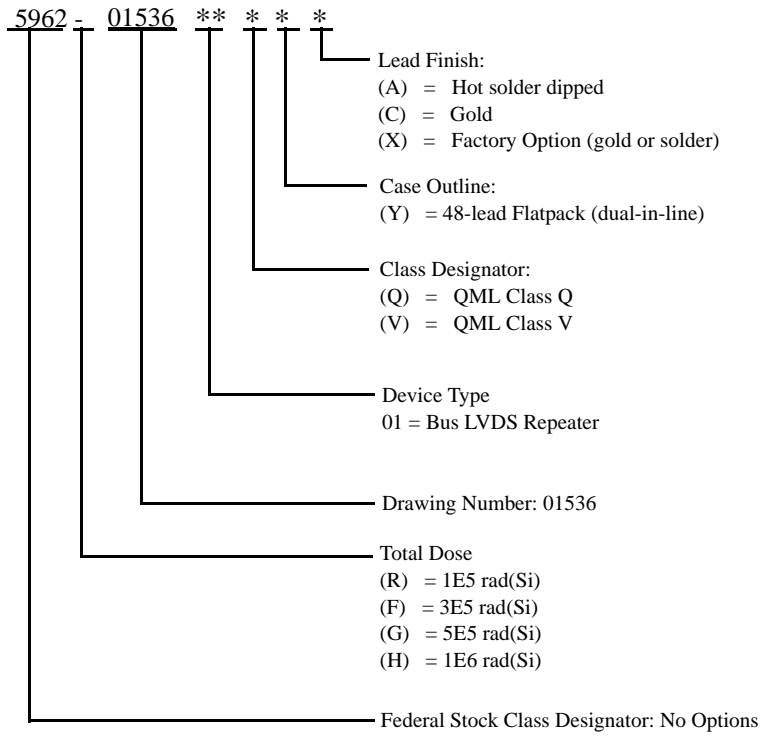 5962 - 01536 ** * * *
Lead Finish:
(A) = Hot solder dipped
(C) = Gold
(X) = Factory Option (gold or solder)
Case Outline:
(Y) = 48-lead Flatpack (dual-in-line)
Class Designator:
(Q) = QML Class Q
(V) = QML Class V
Device Type
01 = Bus LVDS Repeater
Drawing Number: 01536
Total Dose
(R) = 1E5 rad(Si)
(F) = 3E5 rad(Si)
(G) = 5E5 rad(Si)
(H) = 1E6 rad(Si)
Federal Stock Class Designator: No Options